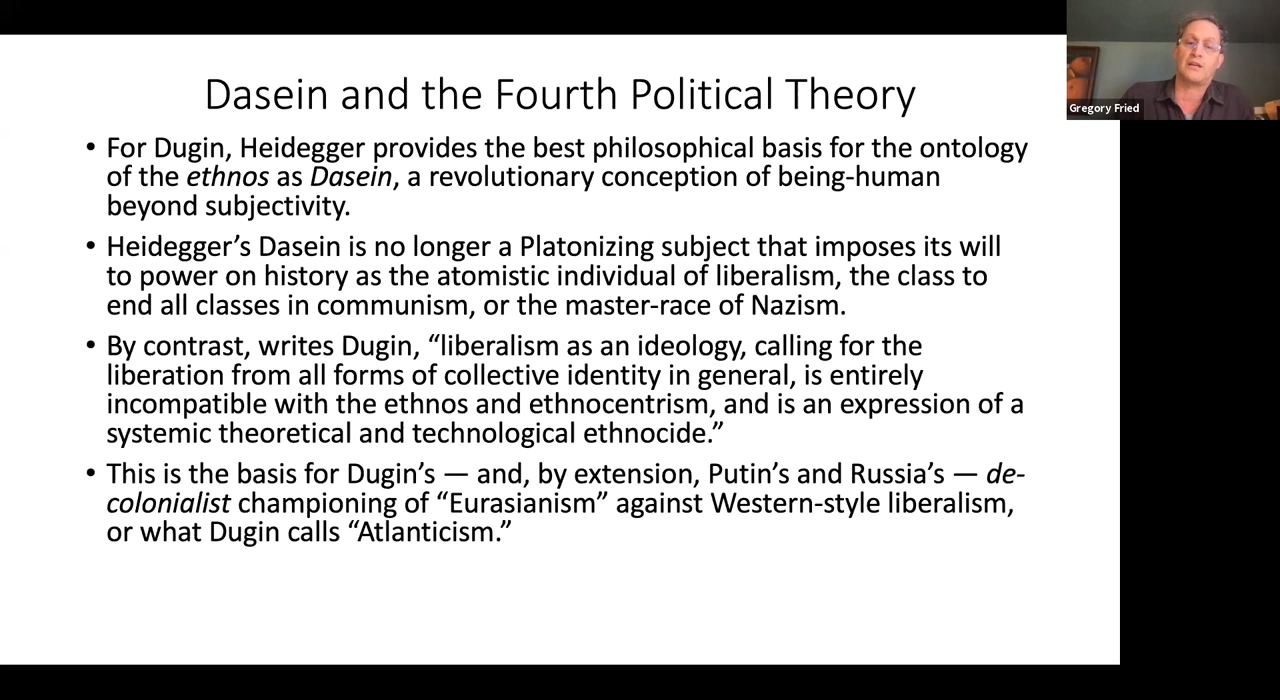 Dasein and the Fourth Political Theory
• For Dugin, Heidegger provides the best philosophical basis for the ontology
of the ethnos as Dasein, a revolutionary conception of being-human
beyond subjectivity.
• Heidegger’s Dasein is no longer a Platonizing subject that imposes its will
to power on history as the atomistic individual of liberalism, the class to
end all classes in communism, or the master-race of Nazism.
• By contrast, writes Dugin, “liberalism as an ideology, calling for the
liberation from all forms of collective identity in general, is entirely
incompatible with the ethnos and ethnocentrism, and is an expression of a
systemic theoretical and technological ethnocide.”
• This is the basis for Dugin’s — and, by extension, Putin’s and Russia’s — de-
colonialist championing of “Eurasianism” against Western-style liberalism,
or what Dugin calls “Atlanticism.”
Gregory Fried